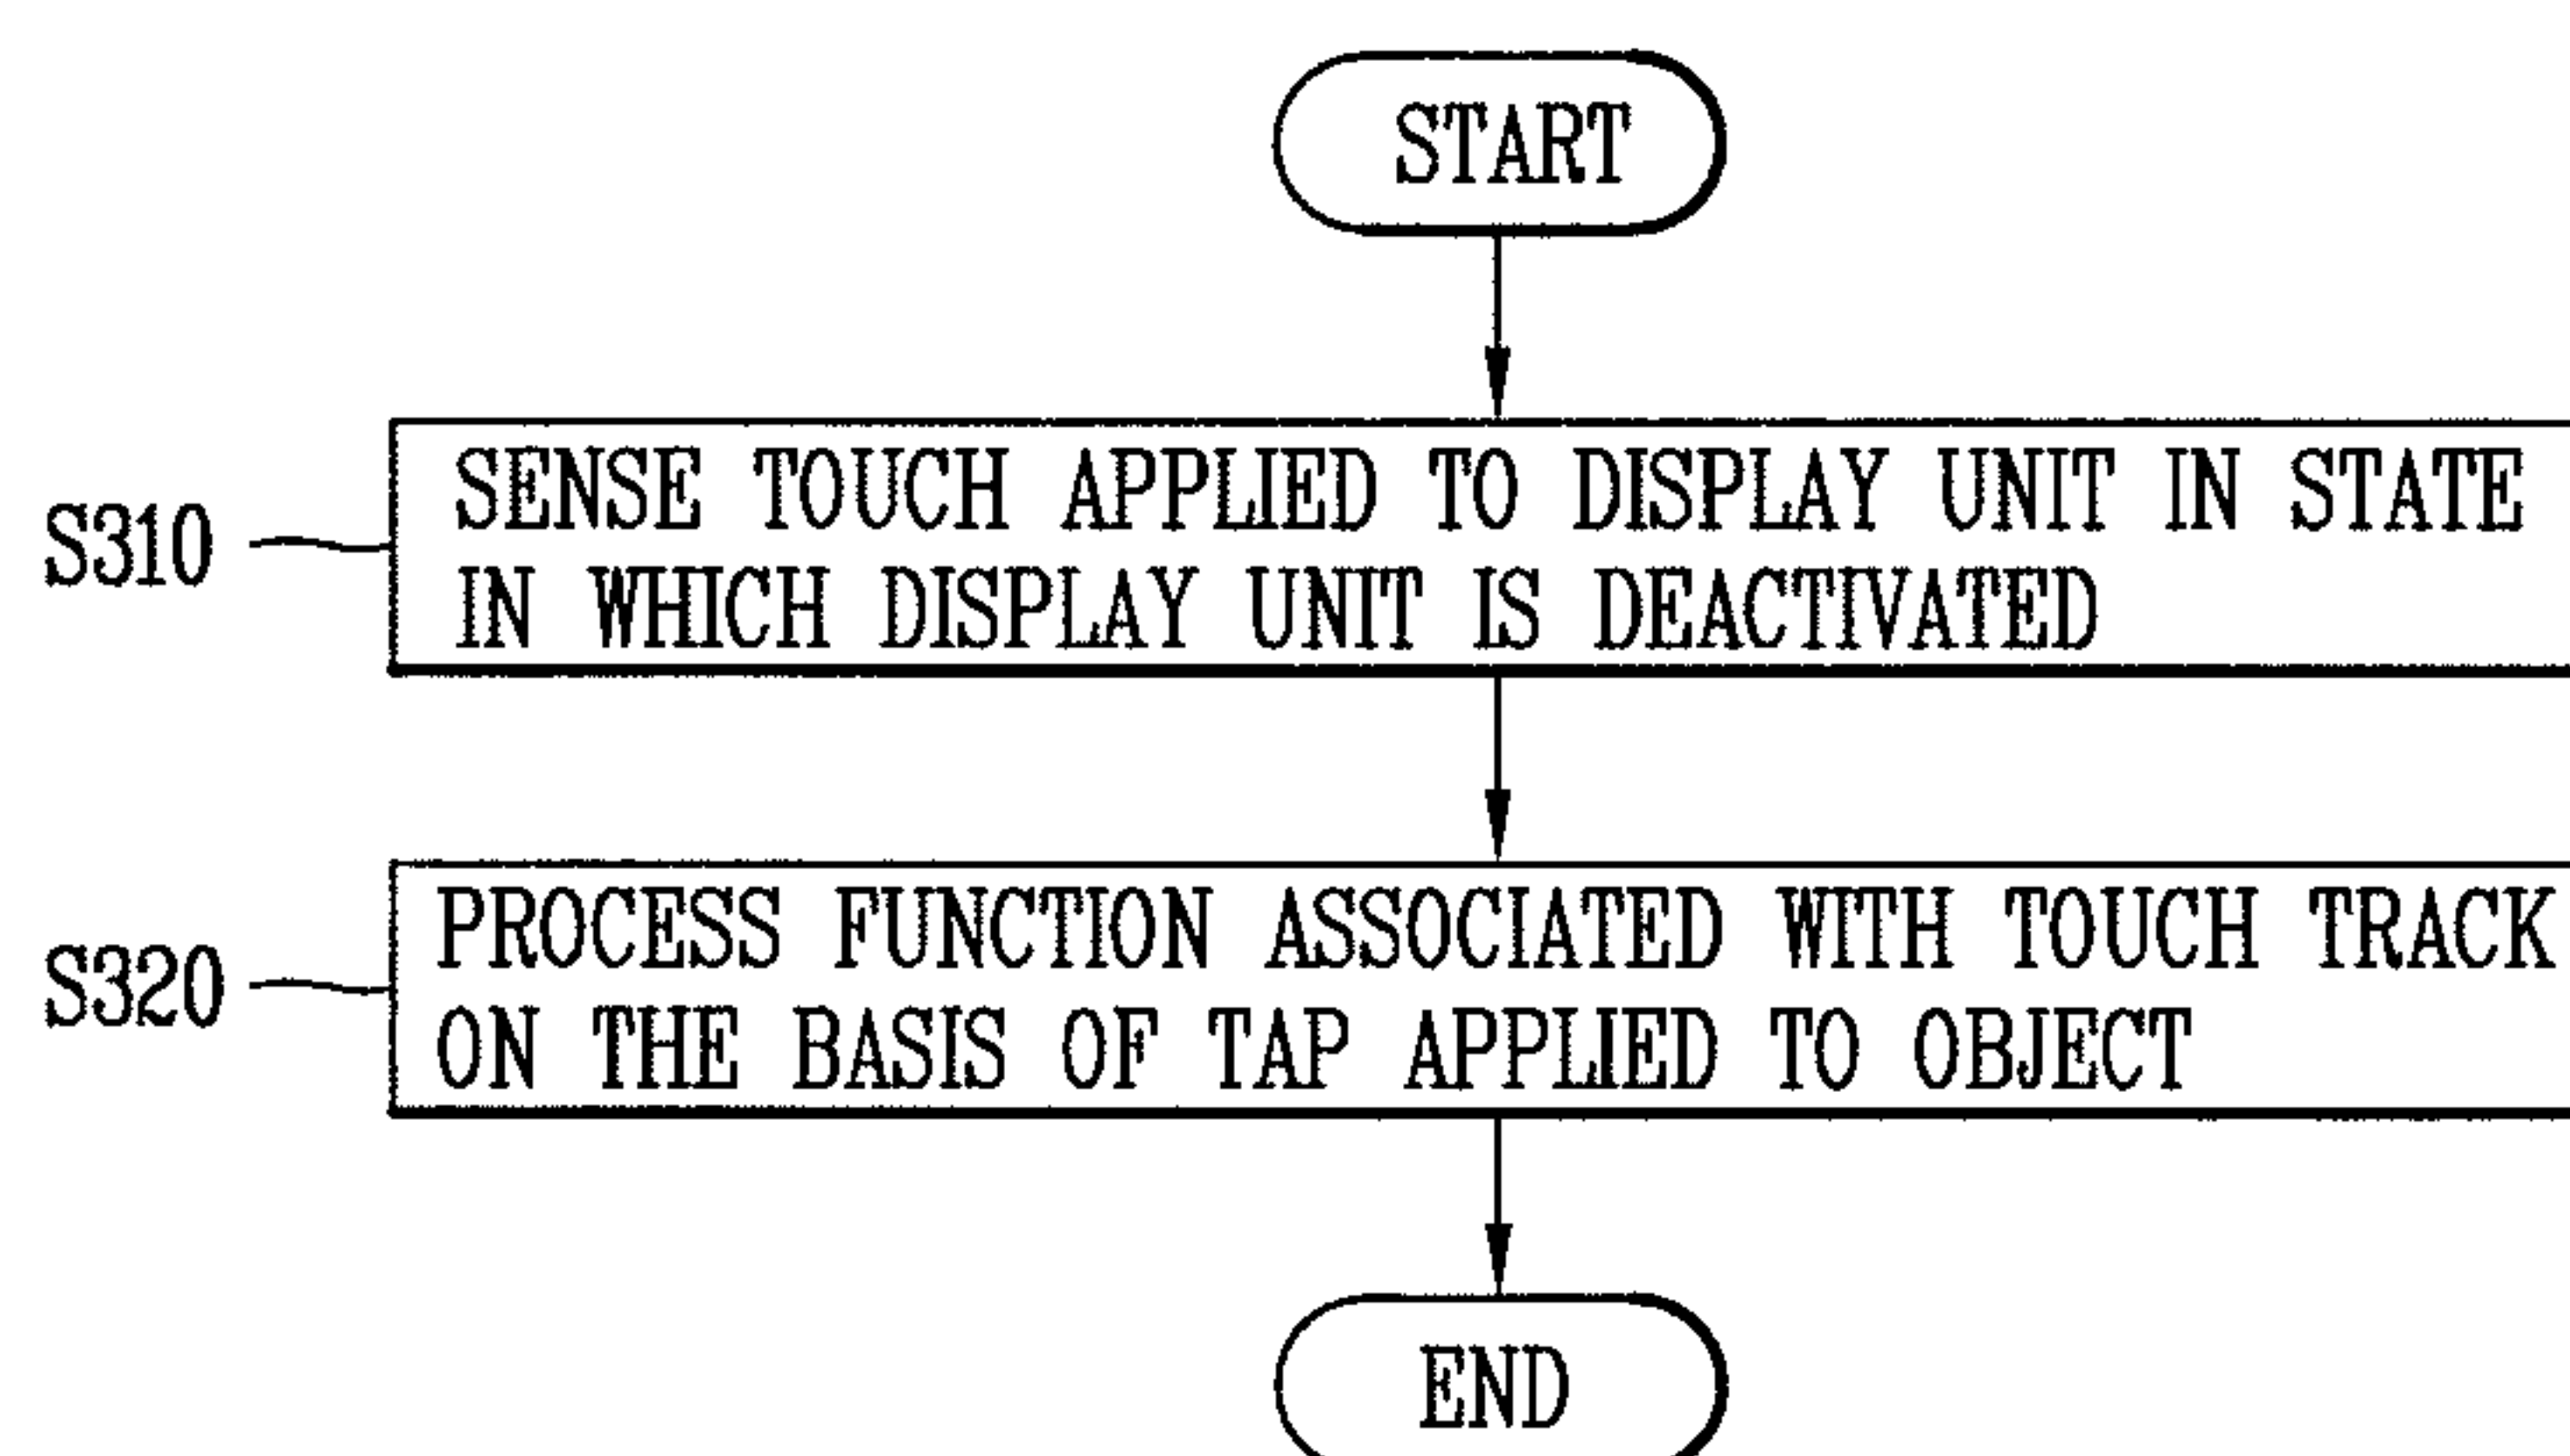 START
S310
SENSE TOUCH APPLIED TO DISPLAY UNIT IN STATE
IN WHICH DISPLAY UNIT IS DEACTIVATED
S320
PROCESS FUNCTION ASSOCIATED WITH TOUCH TRACK
ON THE BASIS OF TAP APPLIED TO OBJECT
END